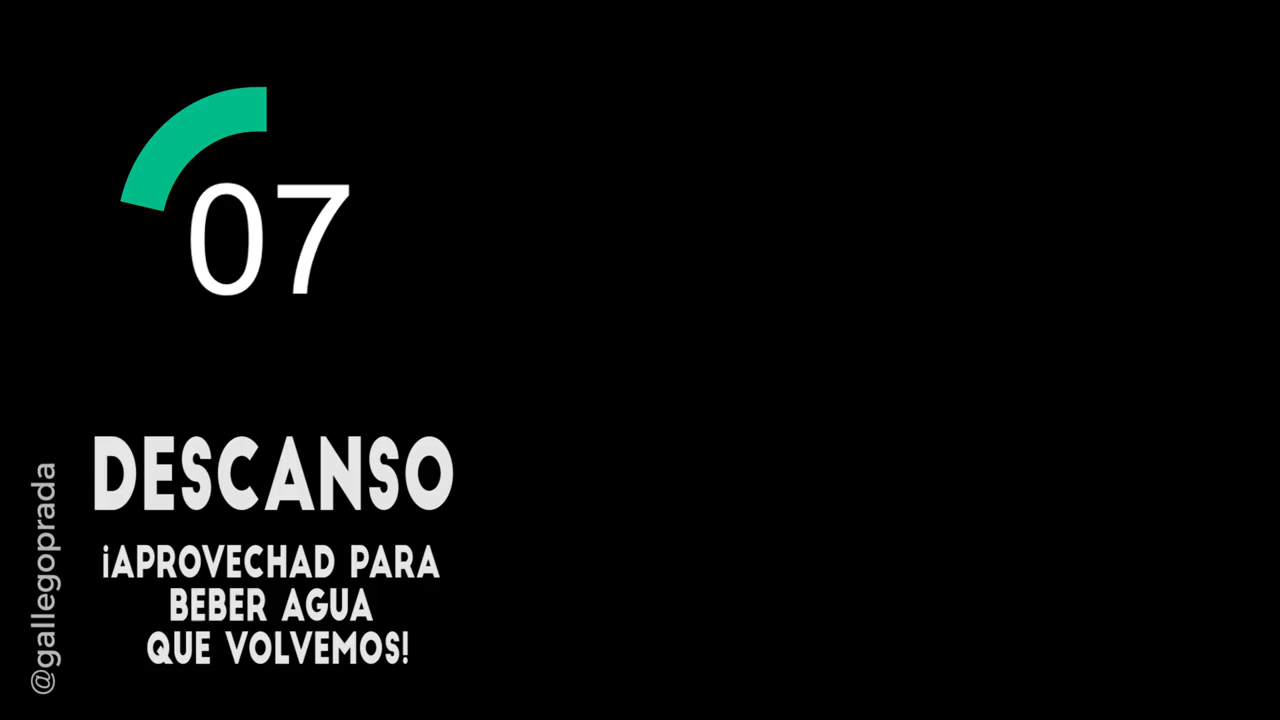 07
DESCANSO
¡APROVECHAD PARA
BEBER AGUA
QUE VOLVEMOS!
@gallegoprada